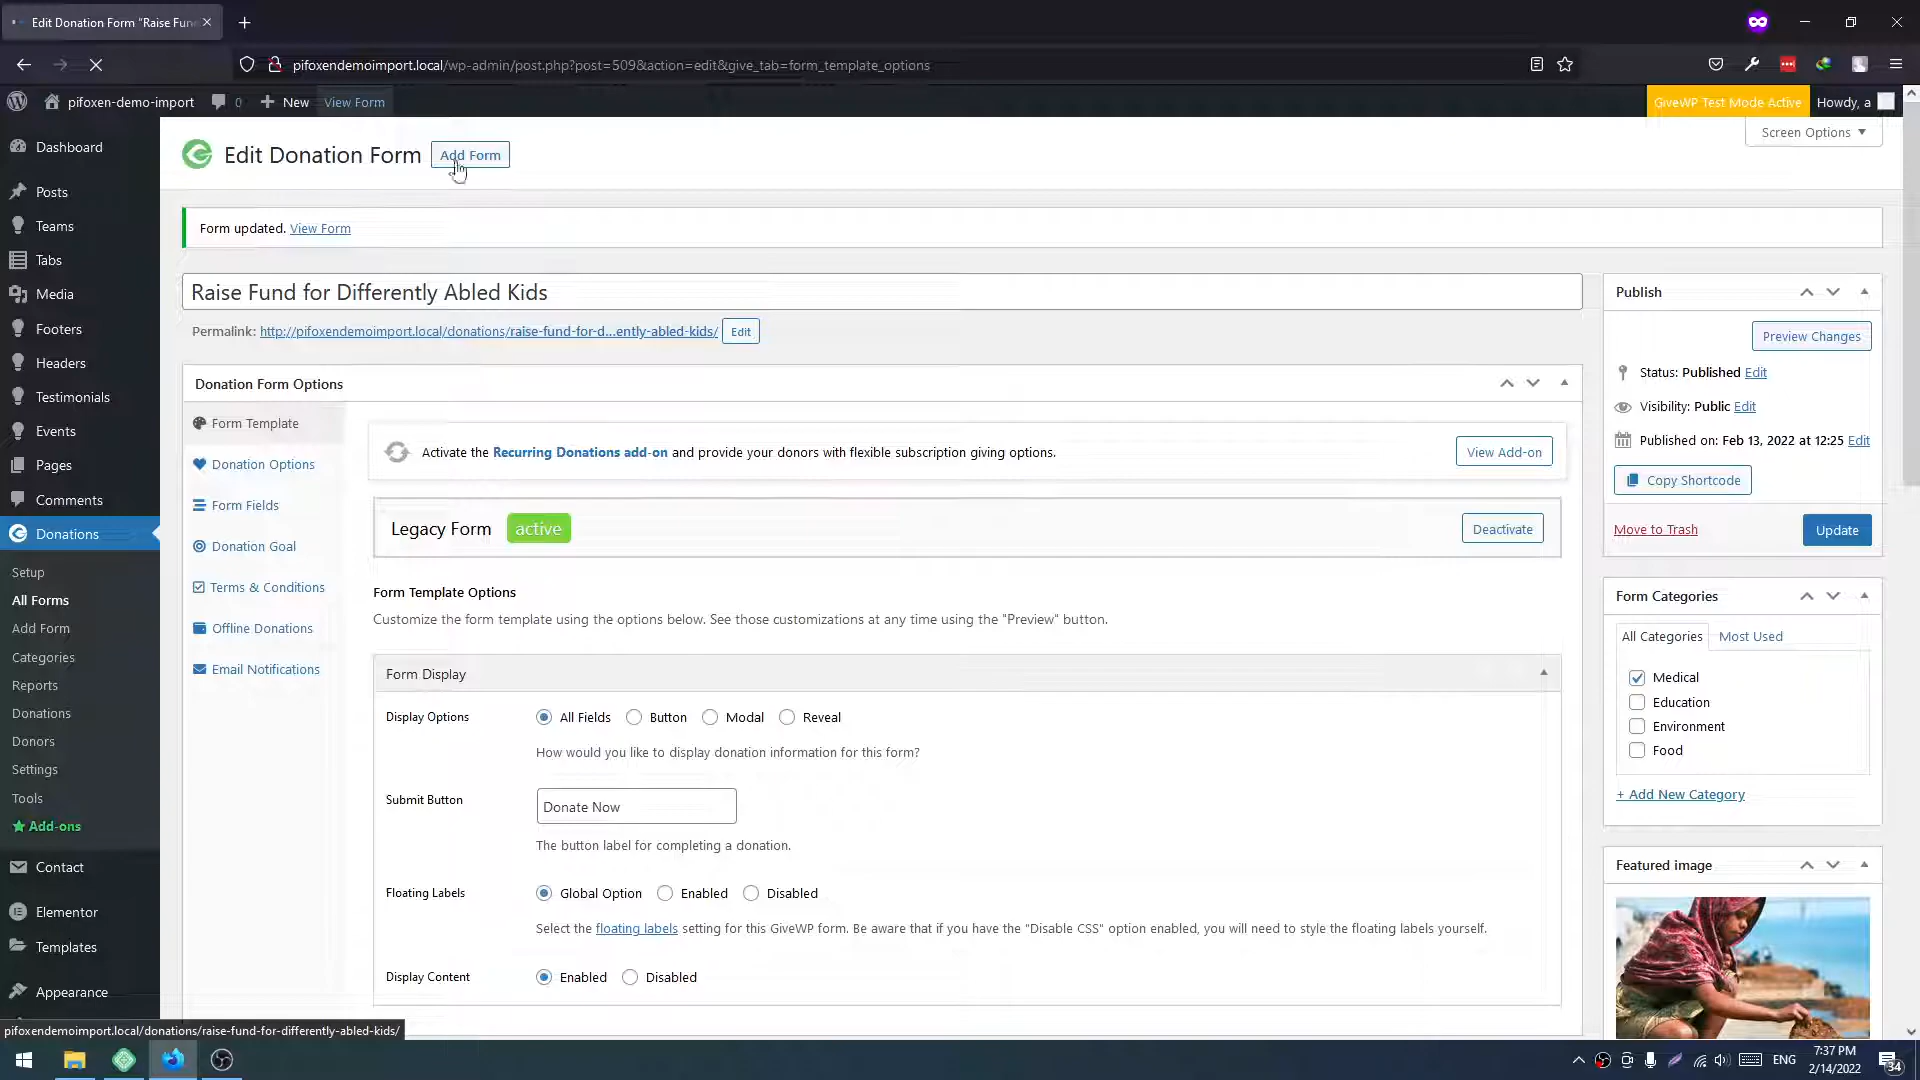 Edit Donation Form "Raise Fun
pifoxendemoimport.local/wp-admin/post.php?post=509&action=edit&give_tab=form_template_options
pifoxen-demo-import 0 New View Form GiveWP Test Mode Active Howdy, a
Screen Options
Dashboard
Posts
Teams
Tabs
Media
Footers
Headers
Testimonials
Events
Pages
Comments
Donations
Setup
All Forms
Add Form
Categories
Reports
Donations
Donors
Settings
Tools
Add-ons
Contact
Elementor
Templates
Appearance
Edit Donation Form Add Form
Form updated. View Form
Raise Fund for Differently Abled Kids
Permalink: http://pifoxendemoimport.local/donations/raise-fund-for-d...ently-abled-kids/ Edit
Donation Form Options
Form Template
Donation Options
Form Fields
Donation Goal
Terms & Conditions
Offline Donations
Email Notifications
Activate the Recurring Donations add-on and provide your donors with flexible subscription giving options. View Add-on
Legacy Form active Deactivate
Form Template Options
Customize the form template using the options below. See those customizations at any time using the "Preview" button.
Form Display
Display Options All Fields Button Modal Reveal
How would you like to display donation information for this form?
Submit Button Donate Now
The button label for completing a donation.
Floating Labels Global Option Enabled Disabled
Select the floating labels setting for this GiveWP form. Be aware that if you have the "Disable CSS" option enabled, you will need to style the floating labels yourself.
Display Content Enabled Disabled
Publish
Preview Changes
Status: Published Edit
Visibility: Public Edit
Published on: Feb 13, 2022 at 12:25 Edit
Copy Shortcode
Move to Trash Update
Form Categories
All Categories Most Used
Medical
Education
Environment
Food
+ Add New Category
Featured image
pifoxendemoimport.local/donations/raise-fund-for-differently-abled-kids/
ENG
7:37 PM
2/14/2022
34